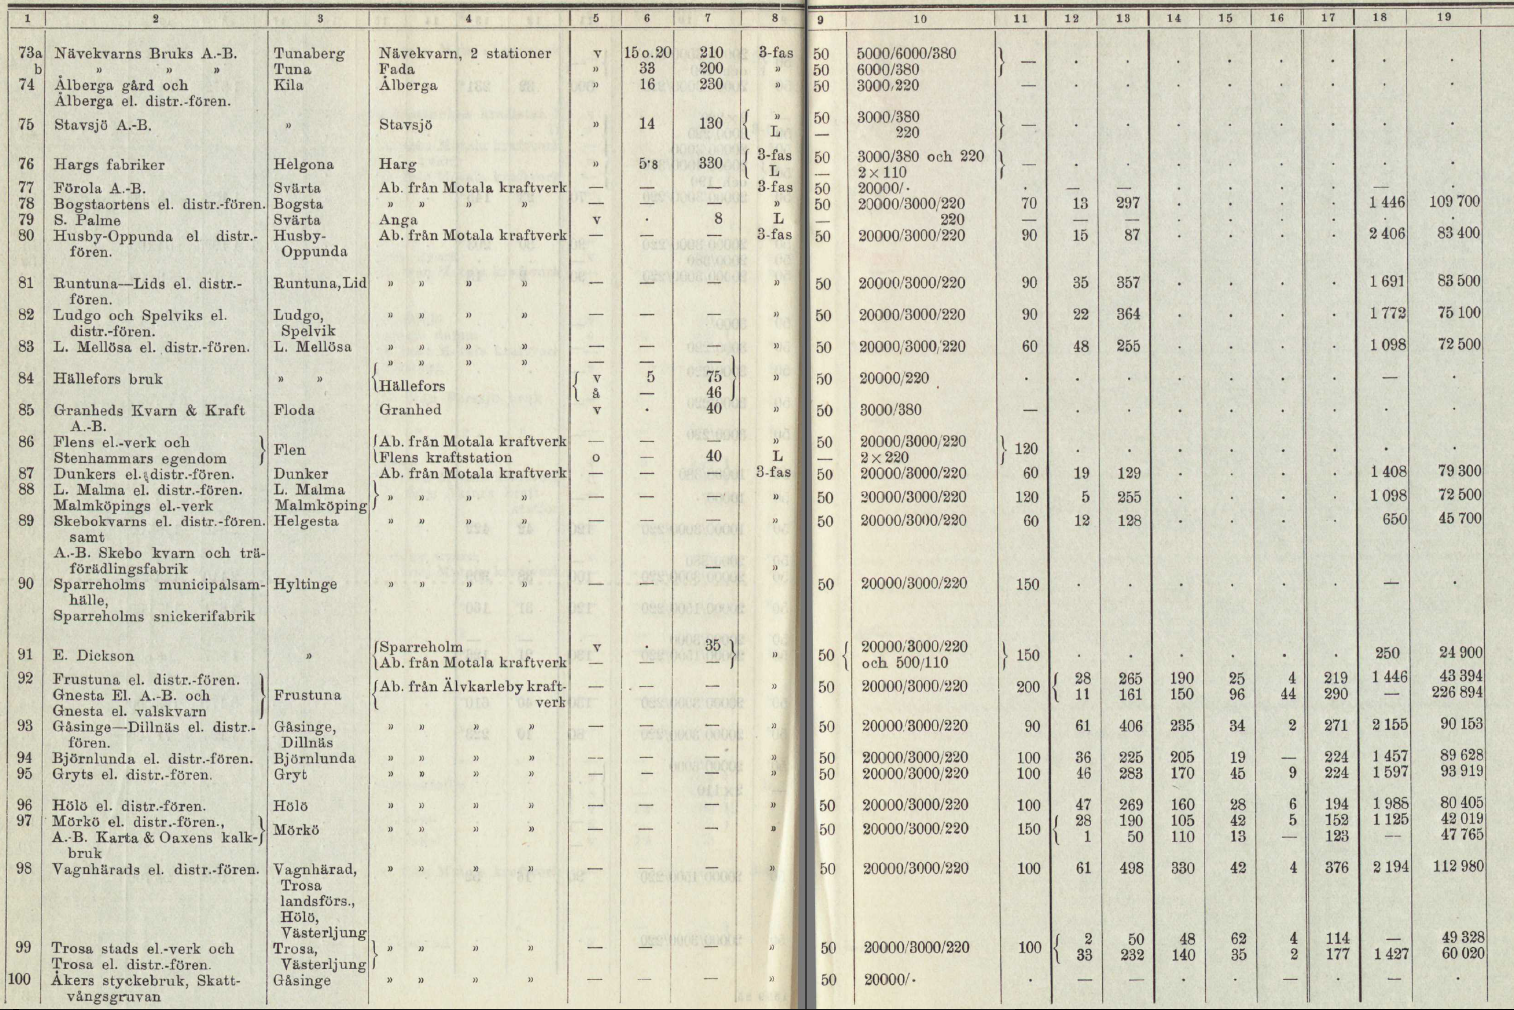 1 2 3 4 5 6 7 8 9 10 11 12 13 14 15 16 17 18 19
73a Nävekvarns Bruks A.-B. Tunaberg Nävekvarn, 2 stationer v 15 o. 20 210 3-fas 50 5000/6000/380 } — . . . . . . . .
b » » » Tuna Fada » 33 200 » 50 6000/380
74 Ålberga gård och Kila Ålberga » 16 230 » 50 3000/220 — . . . . . . . .
Ålberga el. distr.-fören.
75 Stavsjö A.-B. » Stavsjö » 14 130 { » 50 3000/380 } — . . . . . . . .
L — 220
76 Hargs fabriker Helgona Harg » 5·8 330 { 3-fas 50 3000/380 och 220 } — . . . . . . . .
L — 2×110
77 Förola A.-B. Svärta Ab. från Motala kraftverk — — — 3-fas 50 20000/· . — — . . . . — .
78 Bogstaortens el. distr.-fören. Bogsta » » » » — — — » 50 20000/3000/220 70 13 297 . . . . 1 446 109 700
79 S. Palme Svärta Anga v . 8 L — 220 — — . . . . . . .
80 Husby-Oppunda el distr.- Husby- Ab. från Motala kraftverk — — — 3-fas 50 20000/3000/220 90 15 87 . . . . 2 406 83 400
fören. Oppunda
81 Runtuna—Lids el. distr.- Runtuna, Lid » » » » — — — » 50 20000/3000/220 90 35 357 . . . . 1 691 83 500
fören.
82 Ludgo och Spelviks el. Ludgo, » » » » — — — » 50 20000/3000/220 90 22 364 . . . . 1 772 75 100
distr.-fören. Spelvik
83 L. Mellösa el. distr.-fören. L. Mellösa » » » » — — — » 50 20000/3000/220 60 48 255 . . . . 1 098 72 500
{ » » » » — — — }
84 Hällefors bruk » » Hällefors { v 5 75 » 50 20000/220 . . . . . . . — .
å — 46
85 Granheds Kvarn & Kraft Floda Granhed v . 40 » 50 3000/380 — . . . . . . . .
A.-B.
86 Flens el.-verk och } Flen { Ab. från Motala kraftverk — — — » 50 20000/3000/220 } 120 . . . . . . . .
Stenhammars egendom Flens kraftstation o — 40 L — 2×220
87 Dunkers el. distr.-fören. Dunker Ab. från Motala kraftverk — — — 3-fas 50 20000/3000/220 60 19 129 . . . . 1 408 79 300
88 L. Malma el. distr.-fören. L. Malma } » » » » — — — » 50 20000/3000/220 120 5 255 . . . . 1 098 72 500
Malmköpings el.-verk Malmköping
89 Skebokvarns el. distr.-fören. Helgesta » » » » — — — » 50 20000/3000/220 60 12 128 . . . . 650 45 700
samt
A.-B. Skebo kvarn och trä-
förädlingsfabrik — »
90 Sparreholms municipalsam- Hyltinge » » » » — — 50 20000/3000/220 150 . . . . . . — .
hälle,
Sparreholms snickerifabrik
91 E. Dickson » { Sparreholm v . 35 } » 50 { 20000/3000/220 } 150 . . . . . . 250 24 900
Ab. från Motala kraftverk — — — och 500/110
92 Frustuna el. distr.-fören. } Frustuna { Ab. från Älvkarleby kraft- — — — » 50 20000/3000/220 200 { 28 265 190 25 4 219 1 446 43 394
Gnesta El. A.-B. och verk 11 161 150 96 44 290 — 226 894
Gnesta el. valskvarn
93 Gåsinge—Dillnäs el. distr.- Gåsinge, » » » » — — — » 50 20000/3000/220 90 61 406 235 34 2 271 2 155 90 153
fören. Dillnäs
94 Björnlunda el. distr.-fören. Björnlunda » » » » — — — » 50 20000/3000/220 100 36 225 205 19 — 224 1 457 89 628
95 Gryts el. distr.-fören. Gryt » » » » — — — » 50 20000/3000/220 100 46 283 170 45 9 224 1 597 93 919
96 Hölö el. distr.-fören. Hölö » » » » — — — » 50 20000/3000/220 100 47 269 160 28 6 194 1 988 80 405
97 Mörkö el. distr.-fören., } Mörkö » » » » — — — » 50 20000/3000/220 150 { 28 190 105 42 5 152 1 125 42 019
A.-B. Karta & Oaxens kalk- 1 50 110 13 — 123 — 47 765
bruk
98 Vagnhärads el. distr.-fören. Vagnhärad, » » » » — — — » 50 20000/3000/220 100 61 498 330 42 4 376 2 194 112 980
Trosa
landsförs.,
Hölö,
Västerljung
99 Trosa stads el.-verk och Trosa, } » » » » — — — » 50 20000/3000/220 100 { 2 50 48 62 4 114 — 49 328
Trosa el. distr.-fören. Västerljung 33 232 140 35 2 177 1 427 60 020
100 Åkers styckebruk, Skatt- Gåsinge » » » » — — — » 50 20000/· . — — . . . . — .
vångsgruvan